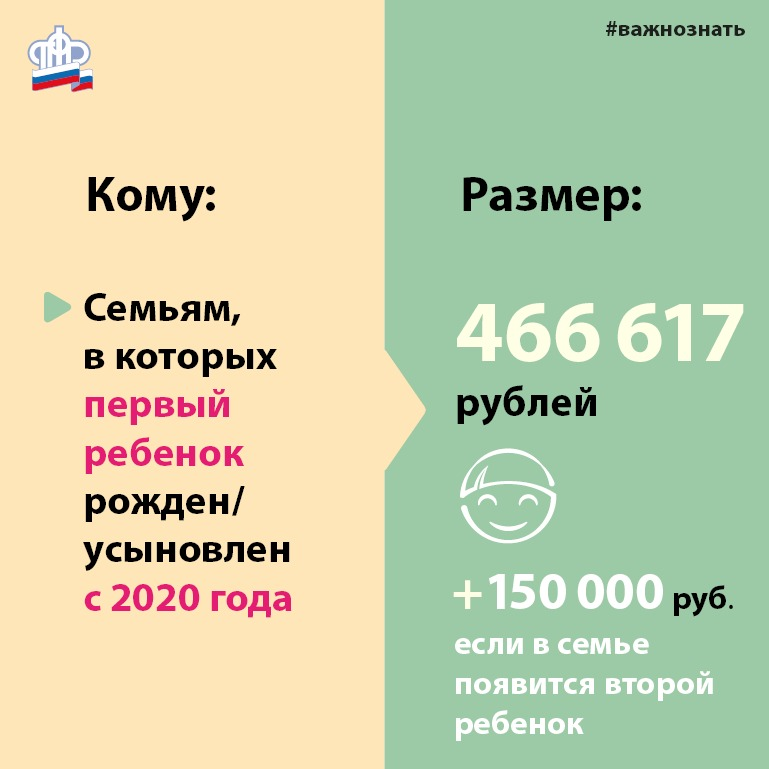 #важнознать
Кому:
Семьям,
в которых
первый
ребенок
рожден/
усыновлен
с 2020 года
Размер:
466 617
рублей
+150 000 руб.
если в семье
появится второй
ребенок